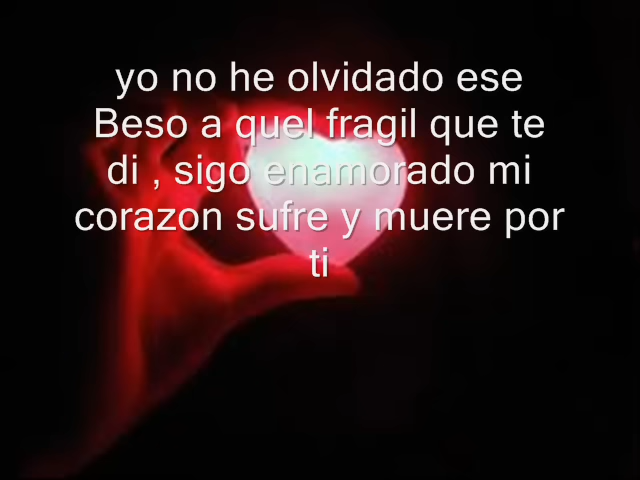 yo no he olvidado ese
Beso a quel fragil que te
di , sigo enamorado mi
corazon sufre y muere por
ti